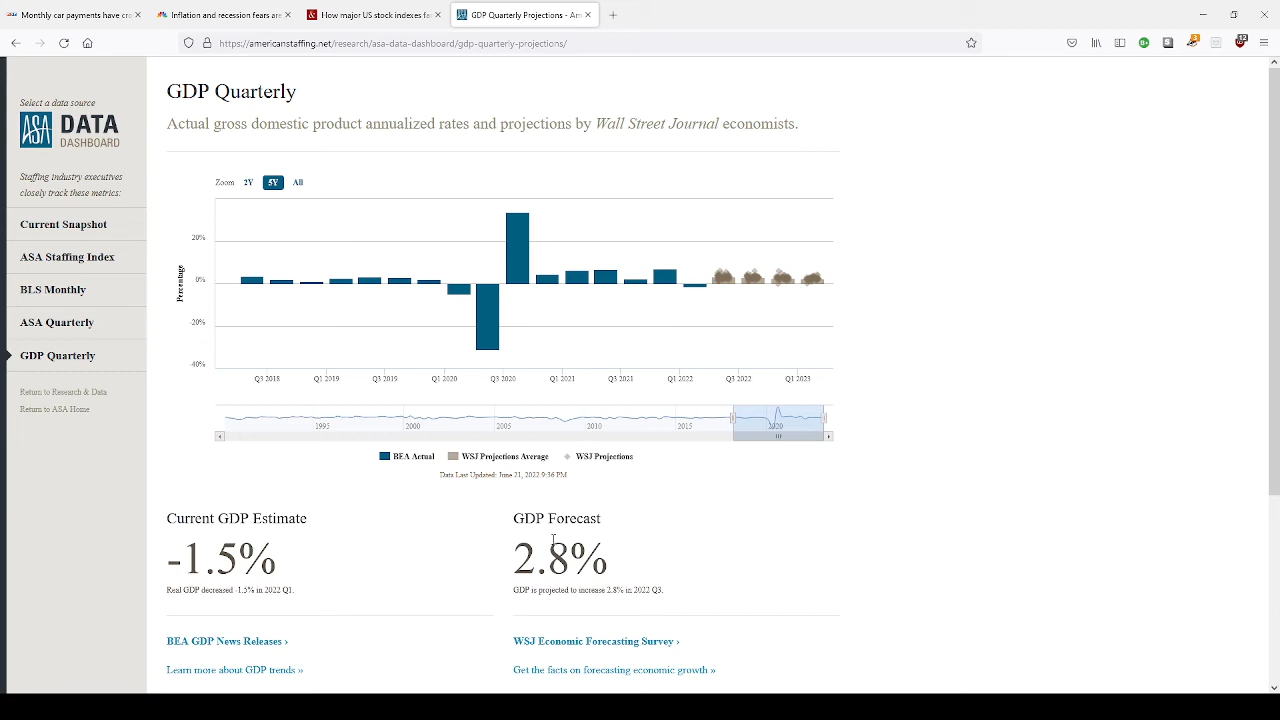 Monthly car payments have cro
Inflation and recession fears are
How major US stock indexes fa
GDP Quarterly Projections - Am
https://americanstaffing.net/research/asa-data-dashboard/gdp-quarterly-projections/
Select a data source
ASA DATA
DASHBOARD
Staffing industry executives
closely track these metrics:
Current Snapshot
ASA Staffing Index
BLS Monthly
ASA Quarterly
GDP Quarterly
Return to Research & Data
Return to ASA Home
GDP Quarterly
Actual gross domestic product annualized rates and projections by Wall Street Journal economists.
Zoom 2Y 5Y All
Percentage
20%
0%
-20%
-40%
Q3 2018 Q1 2019 Q3 2019 Q1 2020 Q3 2020 Q1 2021 Q3 2021 Q1 2022 Q3 2022 Q1 2023
1995 2000 2005 2010 2015 2020
BEA Actual WSJ Projections Average WSJ Projections
Data Last Updated: June 21, 2022 9:36 PM
Current GDP Estimate
-1.5%
Real GDP decreased -1.5% in 2022 Q1.
BEA GDP News Releases ›
Learn more about GDP trends »
GDP Forecast
2.8%
GDP is projected to increase 2.8% in 2022 Q3.
WSJ Economic Forecasting Survey ›
Get the facts on forecasting economic growth »